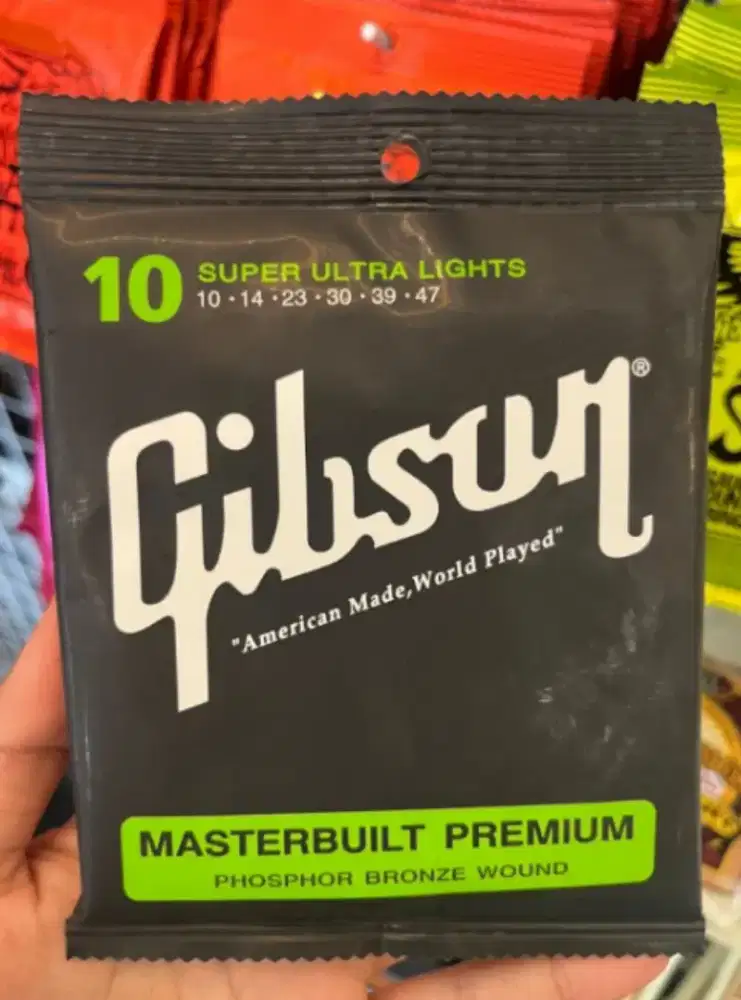 10 SUPER ULTRA LIGHTS
10 · 14 · 23 · 30 · 39 · 47
Gibson®
"American Made,World Played"
MASTERBUILT PREMIUM
PHOSPHOR BRONZE WOUND